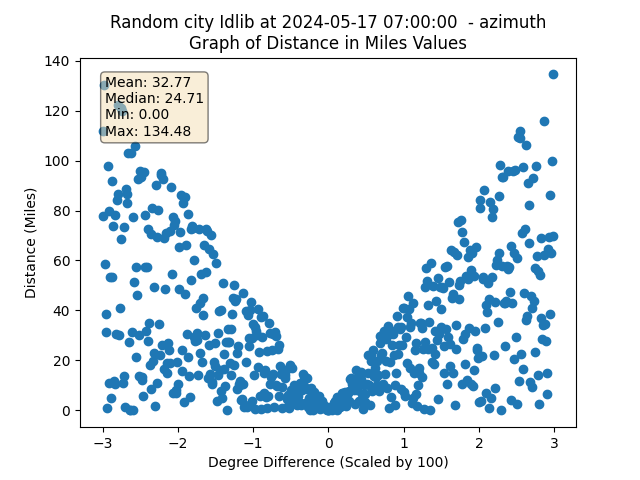 Random city Idlib at 2024-05-17 07:00:00  - azimuth
Graph of Distance in Miles Values
140
120
100
80
60
40
20
0
Distance (Miles)
Mean: 32.77
Median: 24.71
Min: 0.00
Max: 134.48
−3 −2 −1 0 1 2 3
Degree Difference (Scaled by 100)